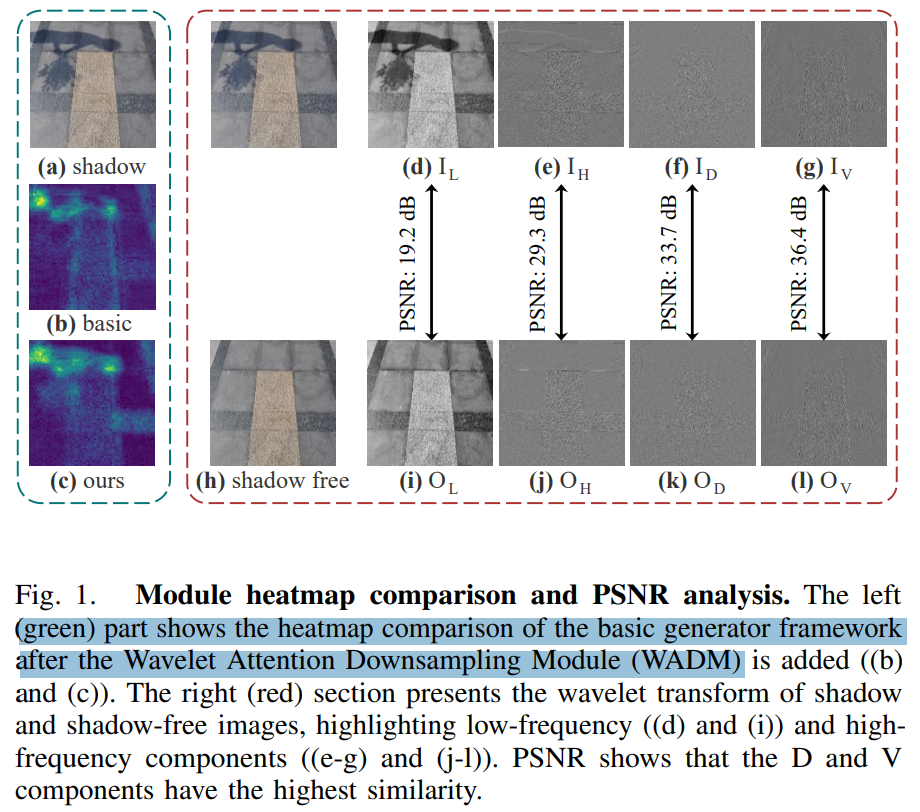 (a) shadow
(d) I_L
(e) I_H
(f) I_D
(g) I_V
(b) basic
PSNR: 19.2 dB
PSNR: 29.3 dB
PSNR: 33.7 dB
PSNR: 36.4 dB
(c) ours
(h) shadow free
(i) O_L
(j) O_H
(k) O_D
(l) O_V
Fig. 1. Module heatmap comparison and PSNR analysis. The left
(green) part shows the heatmap comparison of the basic generator framework
after the Wavelet Attention Downsampling Module (WADM) is added ((b)
and (c)). The right (red) section presents the wavelet transform of shadow
and shadow-free images, highlighting low-frequency ((d) and (i)) and high-
frequency components ((e-g) and (j-l)). PSNR shows that the D and V
components have the highest similarity.